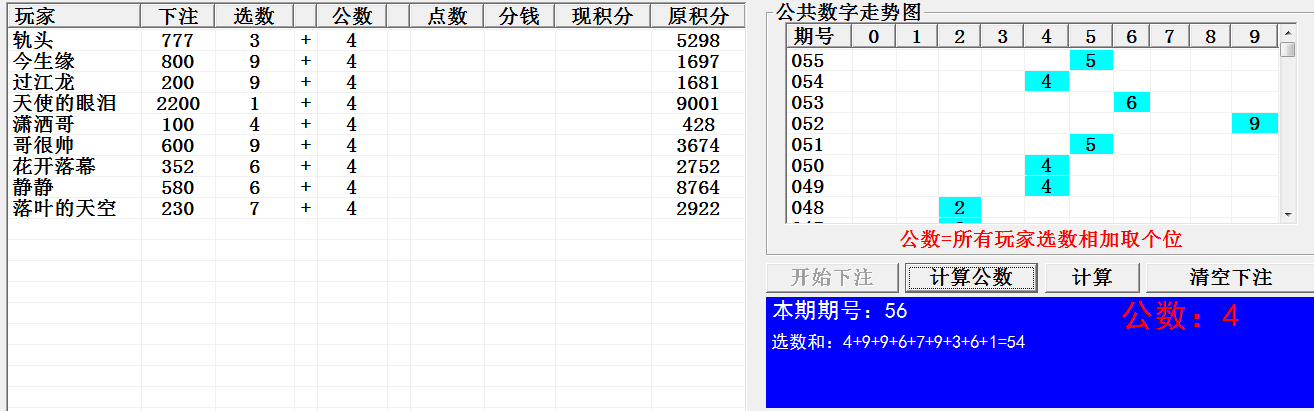 玩家 下注 选数 公数 点数 分钱 现积分 原积分
轨头 777 3 + 4 5298
今生缘 800 9 + 4 1697
过江龙 200 9 + 4 1681
天使的眼泪 2200 1 + 4 9001
潇洒哥 100 4 + 4 428
哥很帅 600 9 + 4 3674
花开落幕 352 6 + 4 2752
静静 580 6 + 4 8764
落叶的天空 230 7 + 4 2922
公共数字走势图
期号 0 1 2 3 4 5 6 7 8 9
055 5
054 4
053 6
052 9
051 5
050 4
049 4
048 2
公数=所有玩家选数相加取个位
开始下注 计算公数 计算 清空下注
本期期号：56 公数：4
选数和：4+9+9+6+7+9+3+6+1=54